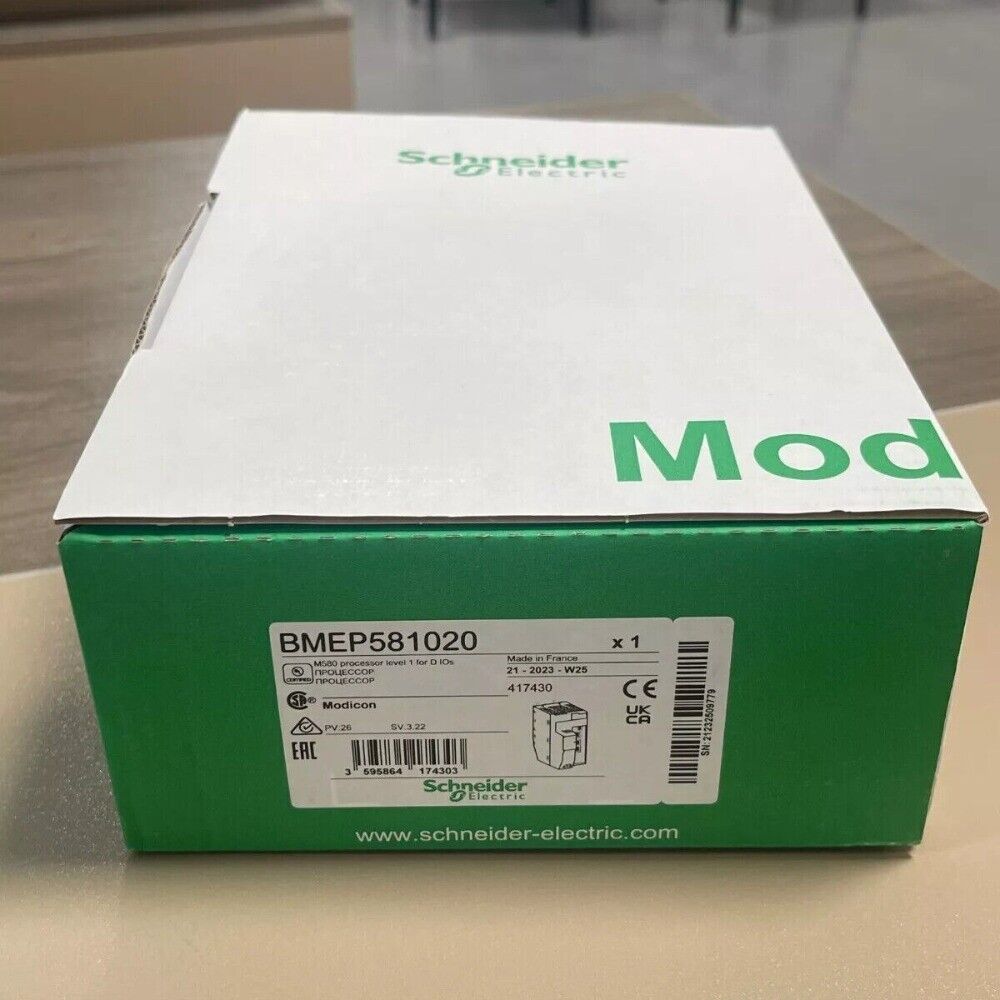 Schneider
Electric
Mod
BMEP581020 x 1
M580 processor level 1 for D IOs
ПРОЦЕССОР
ПРОЦЕССОР
Made in France
21 - 2023 - W25
417430
CERTIFIED
Modicon
PV:26 SV:3.22
3 595864 174303
Schneider
Electric
CE
UK
CA
EAC
SN: 21232509779
www.schneider-electric.com